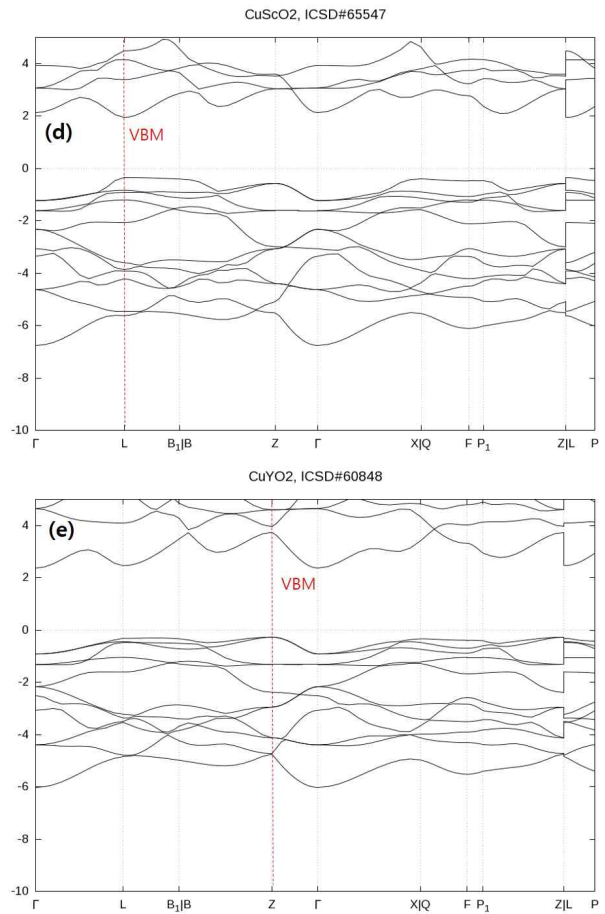 CuScO2, ICSD#65547
4
2
(d)
VBM
0
-2
-4
-6
-8
-10
Γ L B1|B Z Γ X|Q F P1 Z|L P
CuYO2, ICSD#60848
4
(e)
2
VBM
0
-2
-4
-6
-8
-10
Γ L B1|B Z Γ X|Q F P1 Z|L P